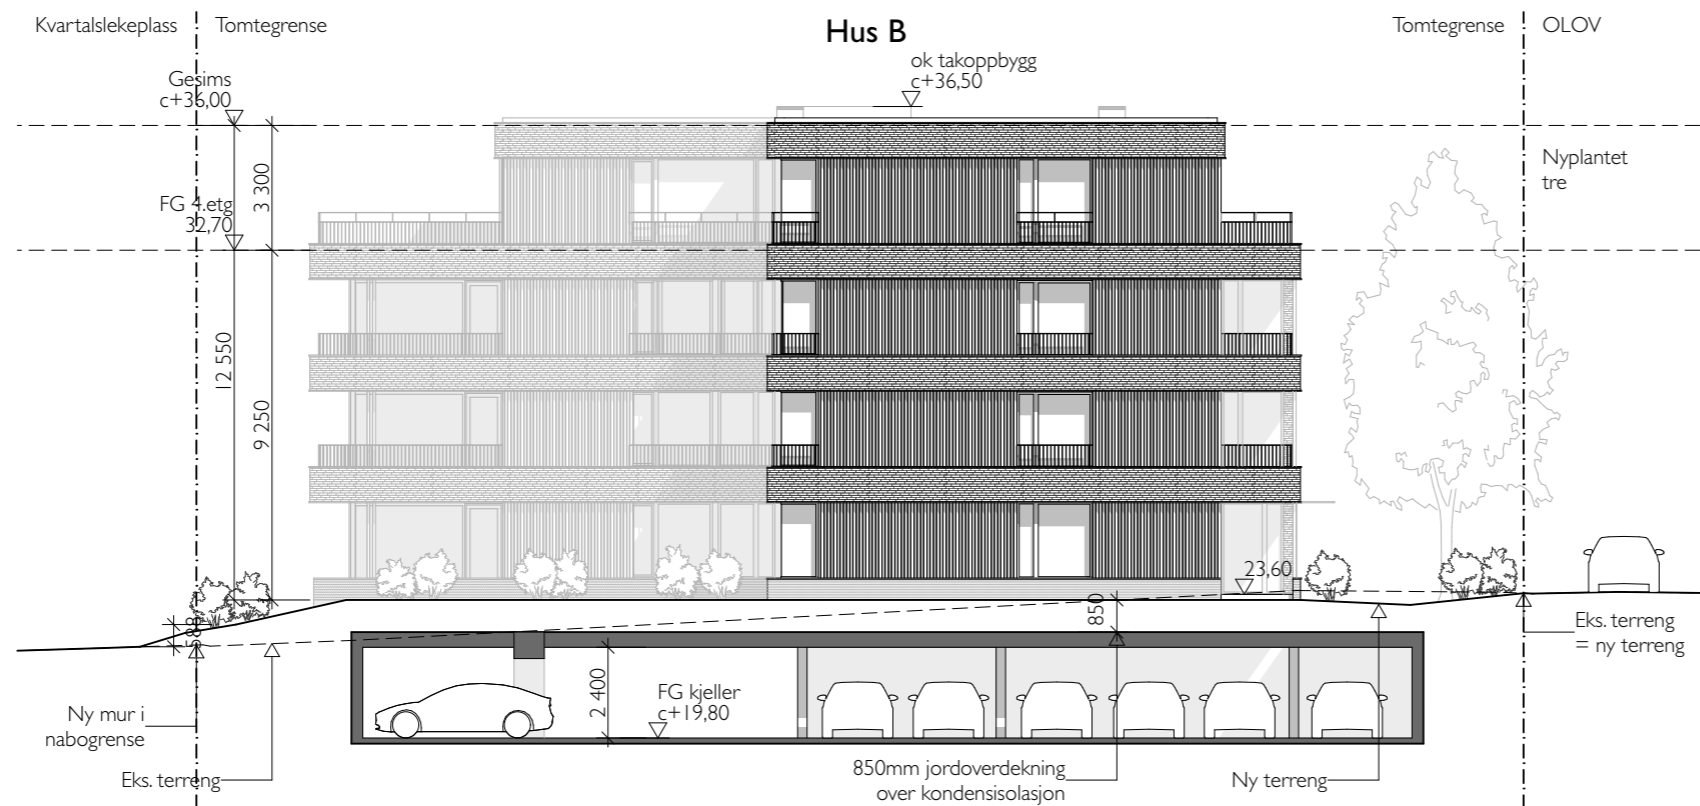 Kvartalslekeplass
Tomtegrense
Hus B
Tomtegrense
OLOV
ok takoppbygg
c+36,50
Gesims
c+36,00
3 300
Nyplantet
tre
FG 4.etg
32,70
12 550
9 250
23,60
850
588
Eks. terreng
= ny terreng
2 400
FG kjeller
c+19,80
Ny mur i
nabogrense
Eks. terreng
850mm jordoverdekning
over kondensisolasjon
Ny terreng